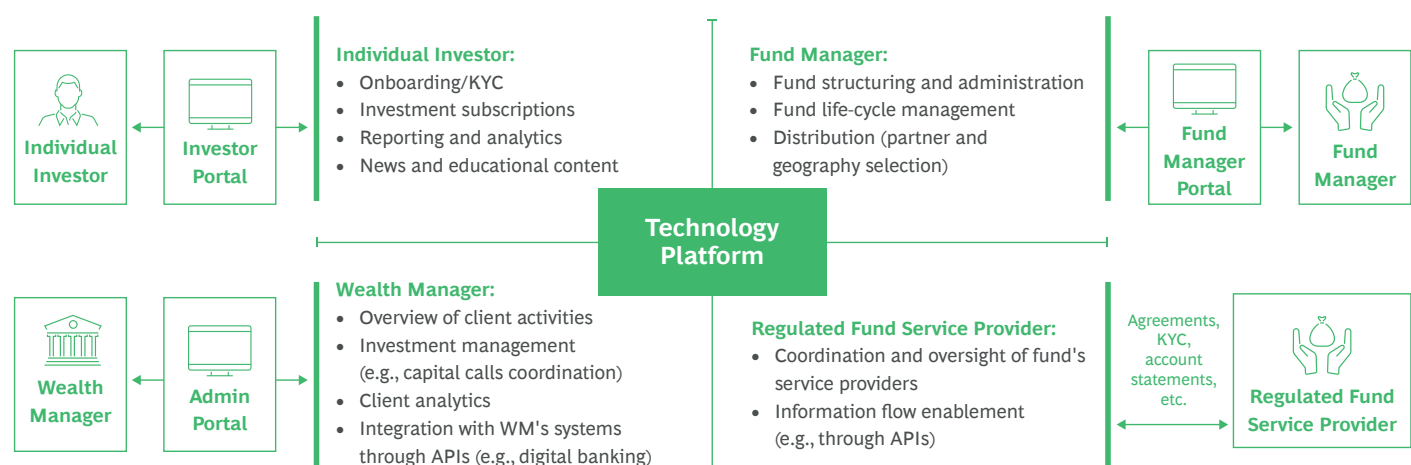 Individual
Investor
Investor
Portal
Individual Investor:
• Onboarding/KYC
• Investment subscriptions
• Reporting and analytics
• News and educational content
Fund Manager:
• Fund structuring and administration
• Fund life-cycle management
• Distribution (partner and
geography selection)
Fund
Manager
Portal
Fund
Manager
Technology
Platform
Wealth
Manager
Admin
Portal
Wealth Manager:
• Overview of client activities
• Investment management
(e.g., capital calls coordination)
• Client analytics
• Integration with WM's systems
through APIs (e.g., digital banking)
Regulated Fund Service Provider:
• Coordination and oversight of fund's
service providers
• Information flow enablement
(e.g., through APIs)
Agreements,
KYC,
account
statements,
etc.
Regulated Fund
Service Provider